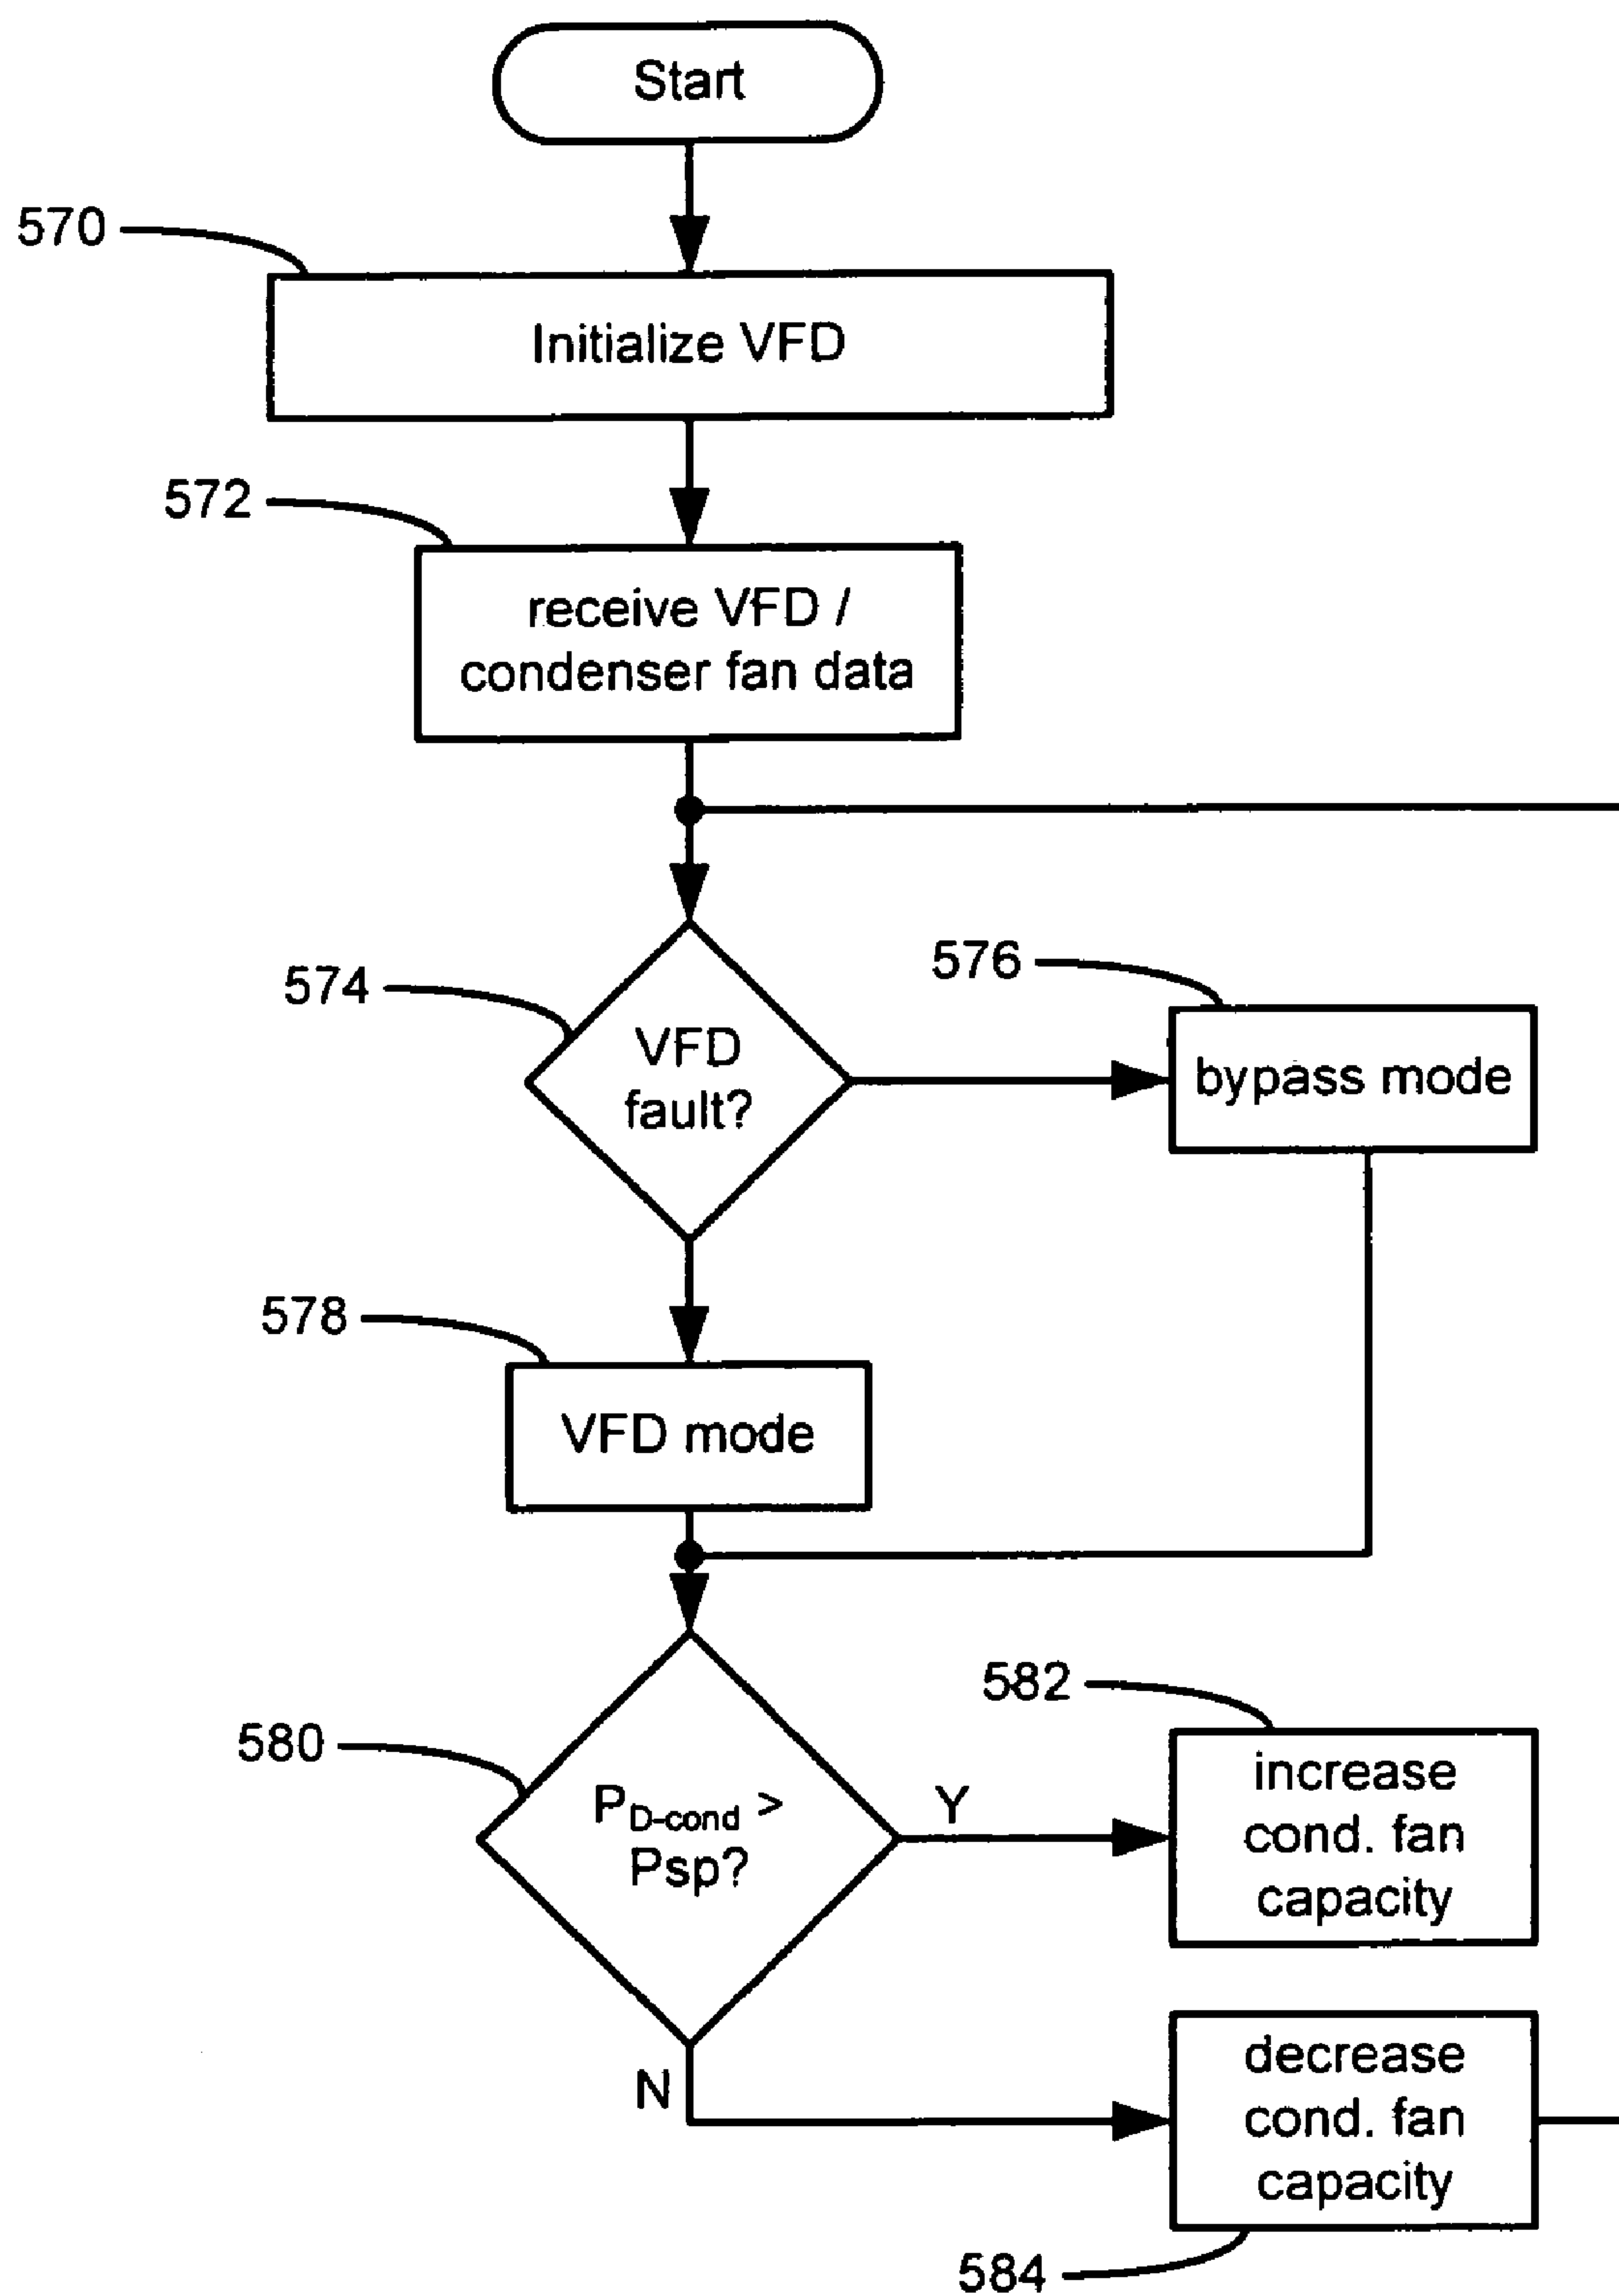 Start
570
Initialize VFD
572
receive VFD /
condenser fan data
574
VFD
fault?
576
bypass mode
578
VFD mode
580
P_D-cond >
Psp?
Y
582
increase
cond. fan
capacity
N
decrease
cond. fan
capacity
584